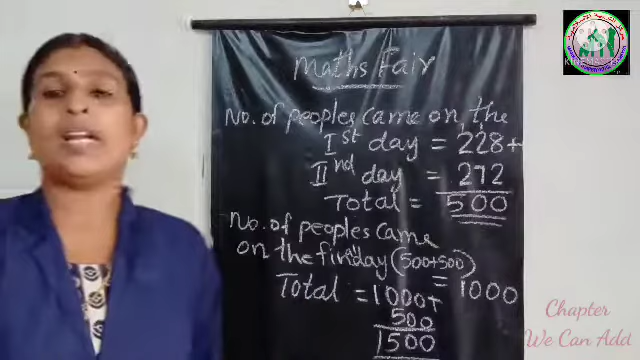 Maths Fair
No. of peoples came on, the
Ist day = 228+
IInd day = 272
Total = 500
No. of peoples came
on the day (500+500)
= 1000
Total = 1000+
500
1500
Chapter
We Can Add